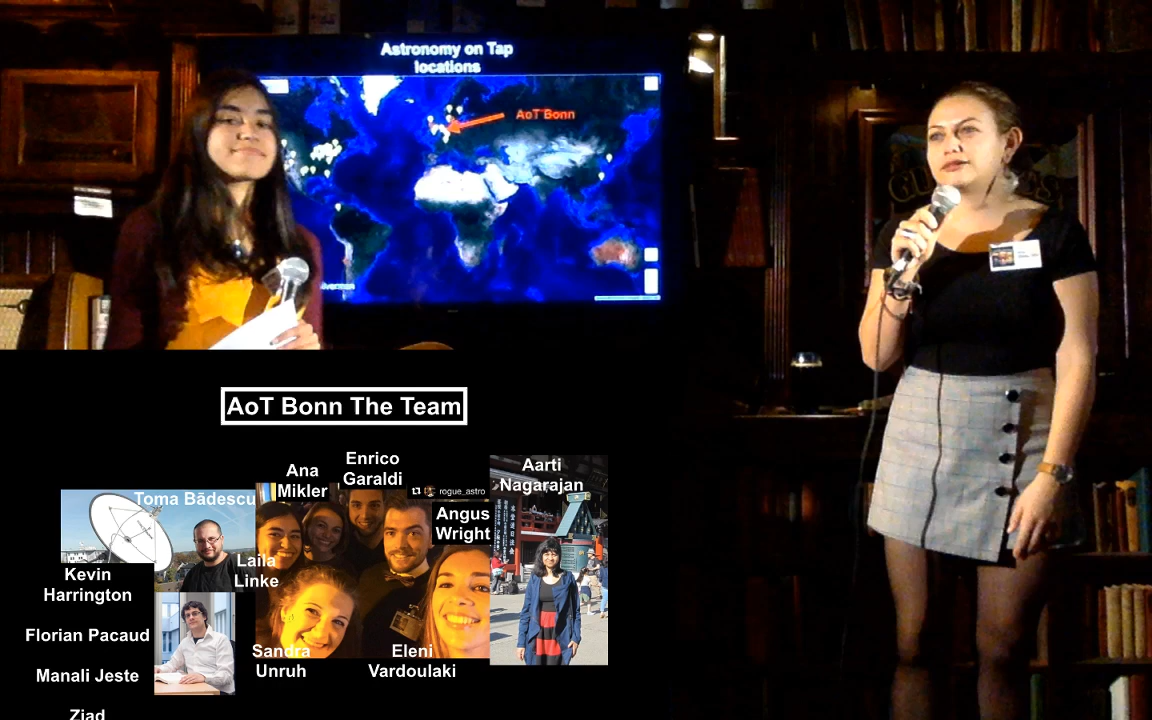 Astronomy on Tap
locations
AoT Bonn
AoT Bonn The Team
Enrico
Garaldi
Ana
Mikler
Aarti
Nagarajan
rogue_astro
Toma Bădescu
Angus
Wright
Laila
Linke
Kevin
Harrington
Florian Pacaud
Sandra
Unruh
Eleni
Vardoulaki
Manali Jeste
Ziad